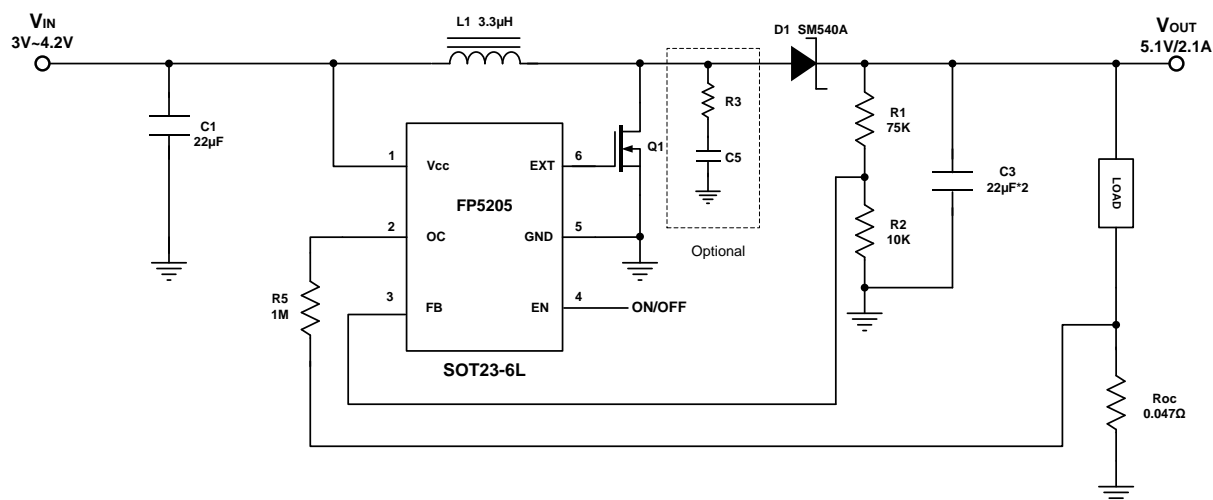 VIN
3V~4.2V
L1 3.3µH
D1 SM540A
VOUT
5.1V/2.1A
C1
22µF
R3
C5
Optional
Q1
R1
75K
R2
10K
C3
22µF*2
LOAD
1
Vcc
EXT
6
FP5205
2
OC
GND
5
3
FB
EN
4
ON/OFF
R5
1M
SOT23-6L
Roc
0.047Ω